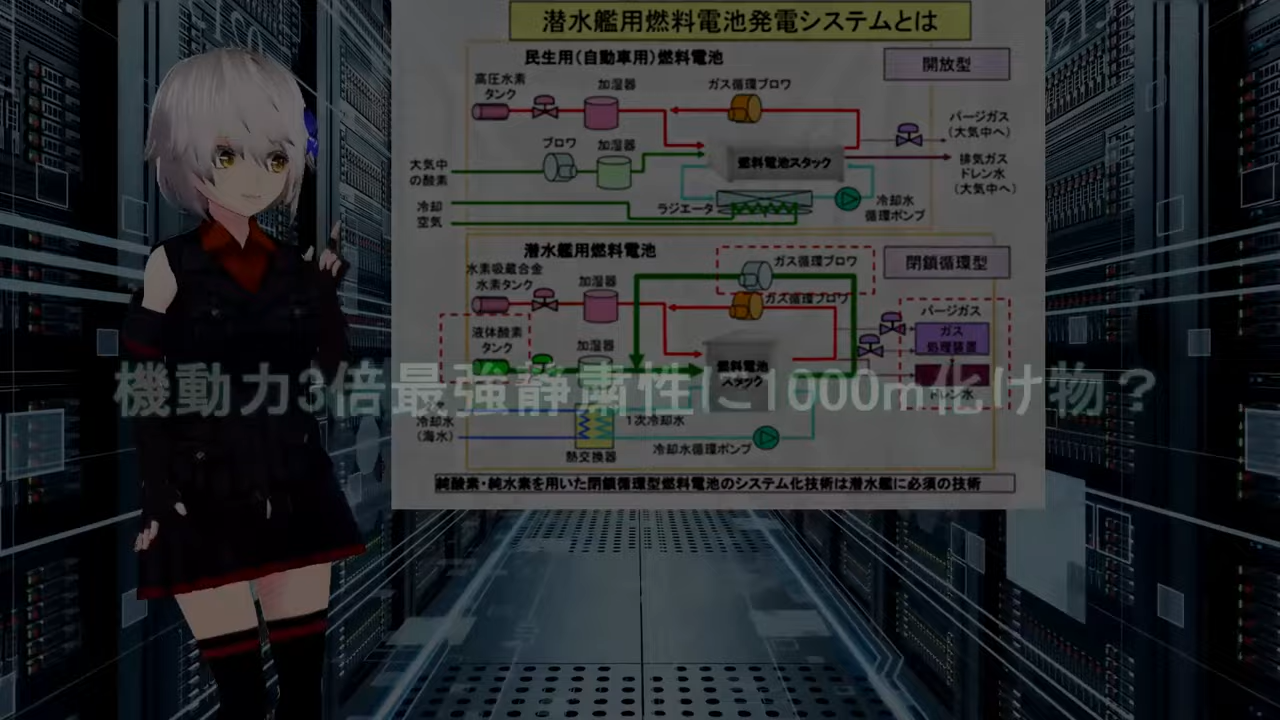 潜水艦用燃料電池発電システムとは
民生用(自動車用)燃料電池
開放型
高圧水素
タンク
加湿器
ガス循環ブロワ
パージガス
(大気中へ)
ブロワ
加湿器
大気中
の酸素
燃料電池スタック
排気ガス
ドレン水
(大気中へ)
冷却
空気
ラジエータ
冷却水
循環ポンプ
潜水艦用燃料電池
閉鎖循環型
水素吸蔵合金
水素タンク
加湿器
ガス循環ブロワ
ガス循環ブロワ
パージガス
液体酸素
タンク
加湿器
燃料電池
スタック
ガス
処理装置
機動力3倍最強静粛性に1000m化け物?
ドレン水
冷却水
(海水)
1次冷却水
熱交換器
冷却水循環ポンプ
純酸素・純水素を用いた閉鎖循環型燃料電池のシステム化技術は潜水艦に必須の技術